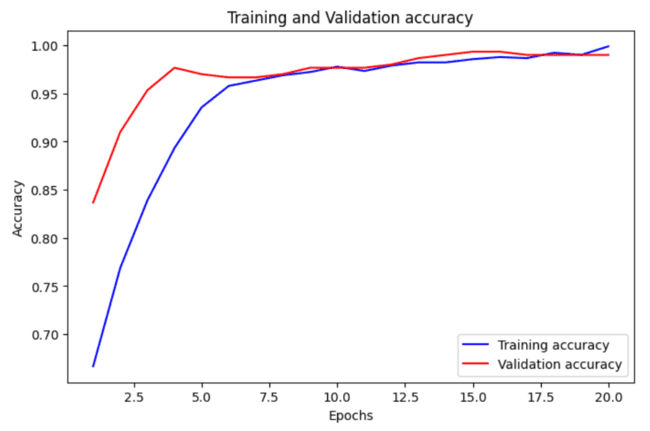 Training and Validation accuracy
1.00
0.95
0.90
0.85
0.80
0.75
0.70
Accuracy
2.5 5.0 7.5 10.0 12.5 15.0 17.5 20.0
Epochs
Training accuracy
Validation accuracy